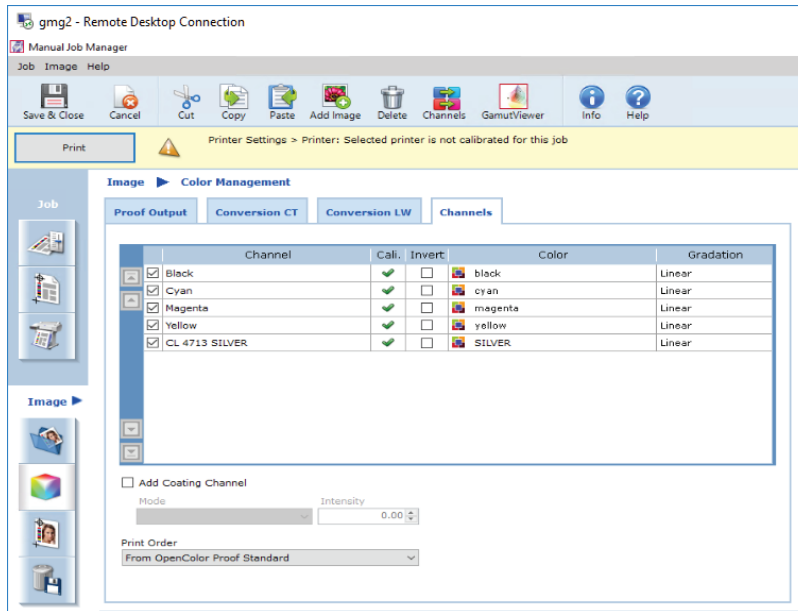 gmg2 - Remote Desktop Connection
Manual Job Manager
Job Image Help
Save & Close Cancel Cut Copy Paste Add Image Delete Channels GamutViewer Info Help
Print Printer Settings > Printer: Selected printer is not calibrated for this job
Image Color Management
Job
Proof Output Conversion CT Conversion LW Channels
Channel Cali. Invert Color Gradation
Black black Linear
Cyan cyan Linear
Magenta magenta Linear
Yellow yellow Linear
CL 4713 SILVER SILVER Linear
Image
Add Coating Channel
Mode Intensity
0.00
Print Order
From OpenColor Proof Standard